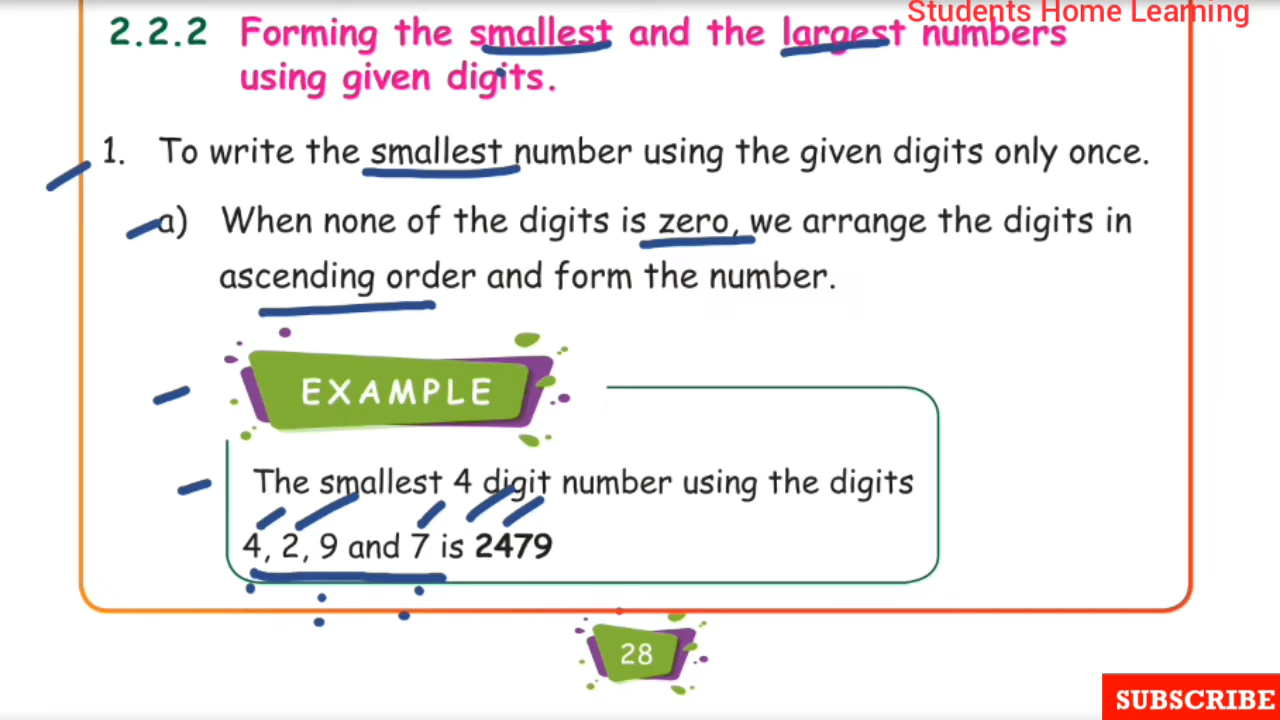 Students Home Learning
2.2.2 Forming the smallest and the largest numbers
using given digits.
1. To write the smallest number using the given digits only once.
a) When none of the digits is zero, we arrange the digits in
ascending order and form the number.
EXAMPLE
The smallest 4 digit number using the digits
4, 2, 9 and 7 is 2479
28
SUBSCRIBE